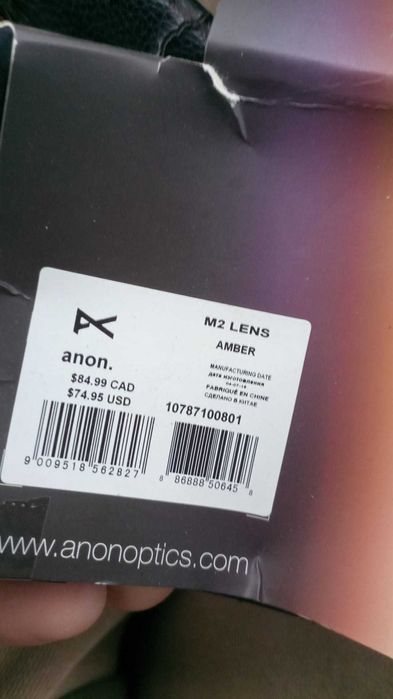 anon.
$84.99 CAD
$74.95 USD
9 009518 562827
M2 LENS
AMBER
MANUFACTURING DATE
дата изготовления
FABRIQUÉ EN CHINE
СДЕЛАНО В КИТАЕ
10787100801
8 86888 50645 8
www.anonoptics.com